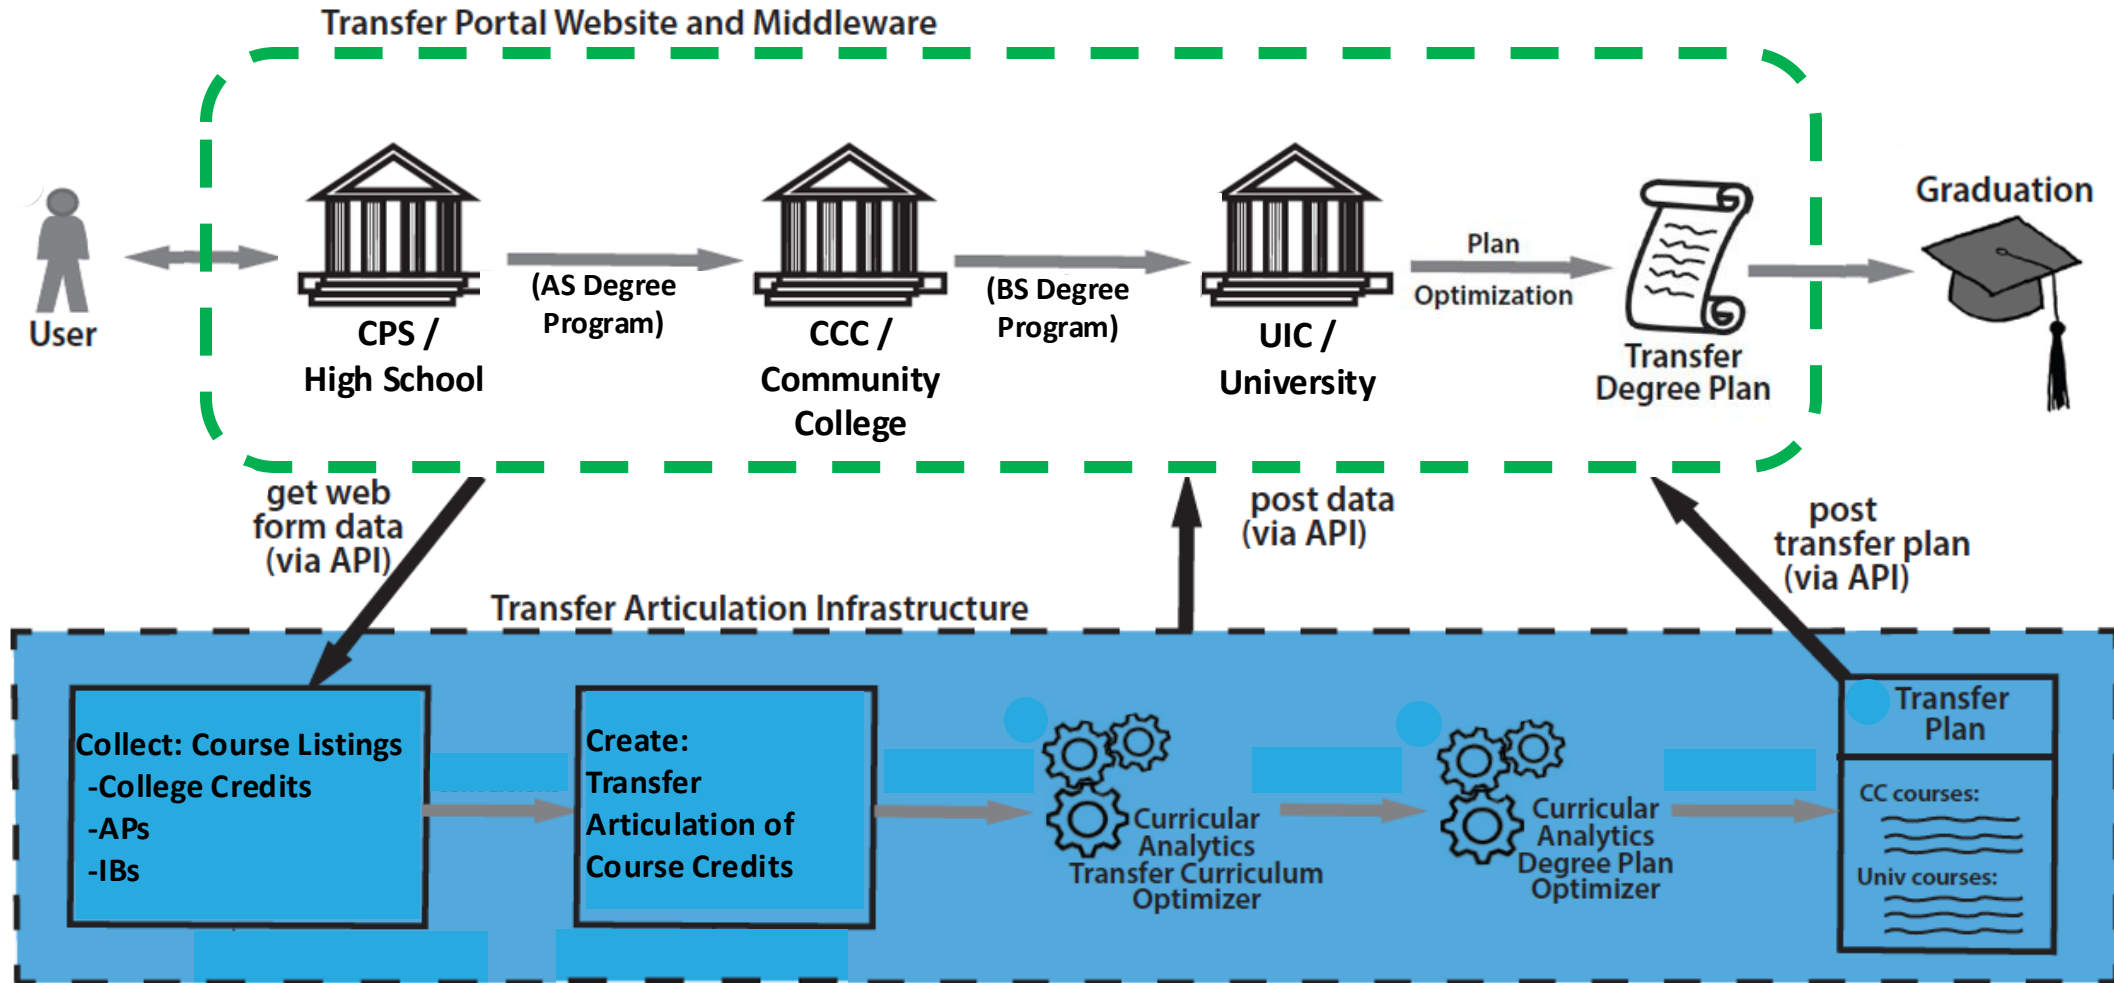 Transfer Portal Website and Middleware
User
CPS /
High School
(AS Degree
Program)
CCC /
Community
College
(BS Degree
Program)
UIC /
University
Plan
Optimization
Transfer
Degree Plan
Graduation
get web
form data
(via API)
post data
(via API)
post
transfer plan
(via API)
Transfer Articulation Infrastructure
Collect: Course Listings
-College Credits
-APs
-IBs
Create:
Transfer
Articulation of
Course Credits
Curricular
Analytics
Transfer Curriculum
Optimizer
Curricular
Analytics
Degree Plan
Optimizer
Transfer
Plan
CC courses:
Univ courses: